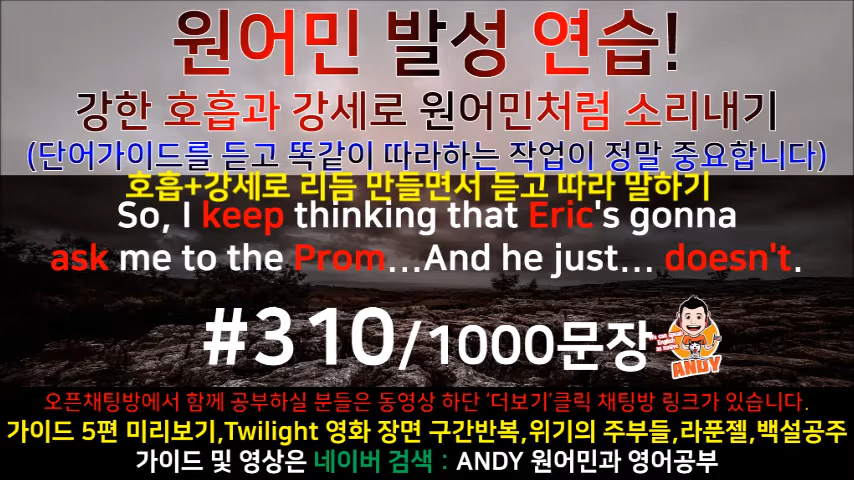 원어민 발성 연습!
강한 호흡과 강세로 원어민처럼 소리내기
(단어가이드를 듣고 똑같이 따라하는 작업이 정말 중요합니다)
호흡+강세로 리듬 만들면서 듣고 따라 말하기
So, I keep thinking that Eric's gonna
ask me to the Prom...And he just... doesn't.
#310/1000문장
We can speak
English
ANDY
오픈채팅방에서 함께 공부하실 분들은 동영상 하단 '더보기'클릭 채팅방 링크가 있습니다.
가이드 5편 미리보기,Twilight 영화 장면 구간반복,위기의 주부들,라푼젤,백설공주
가이드 및 영상은 네이버 검색 : ANDY 원어민과 영어공부